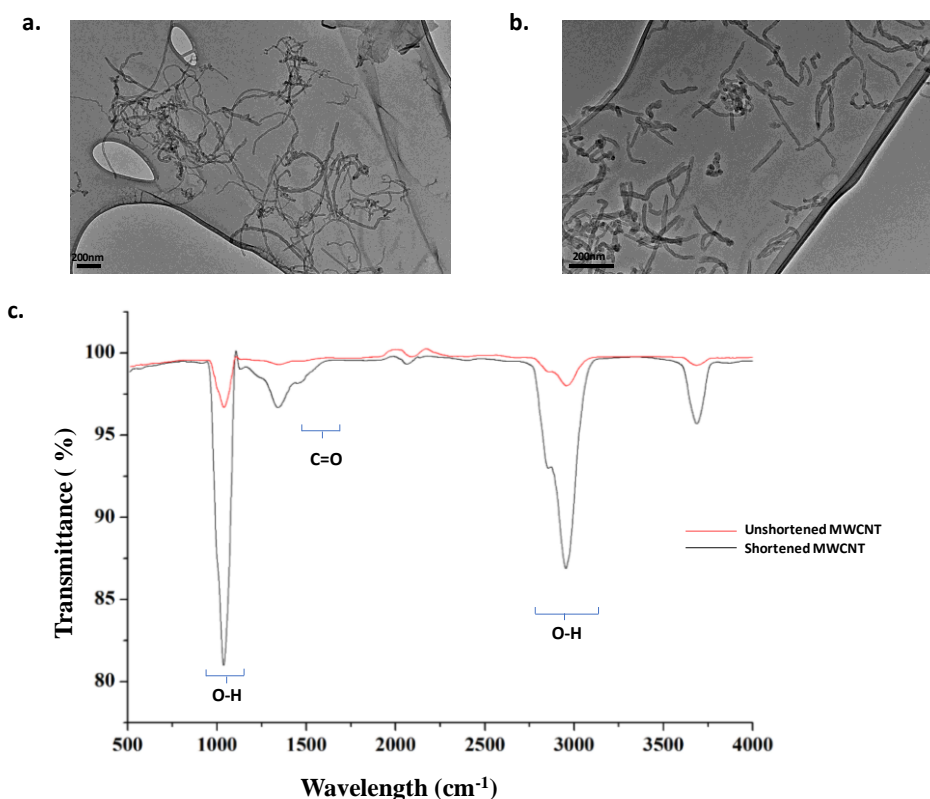 a.
b.
200nm
200nm
c.
100
95
90
85
80
Transmittance ( %)
C=O
Unshortened MWCNT
Shortened MWCNT
O-H
O-H
500 1000 1500 2000 2500 3000 3500 4000
Wavelength (cm-1)